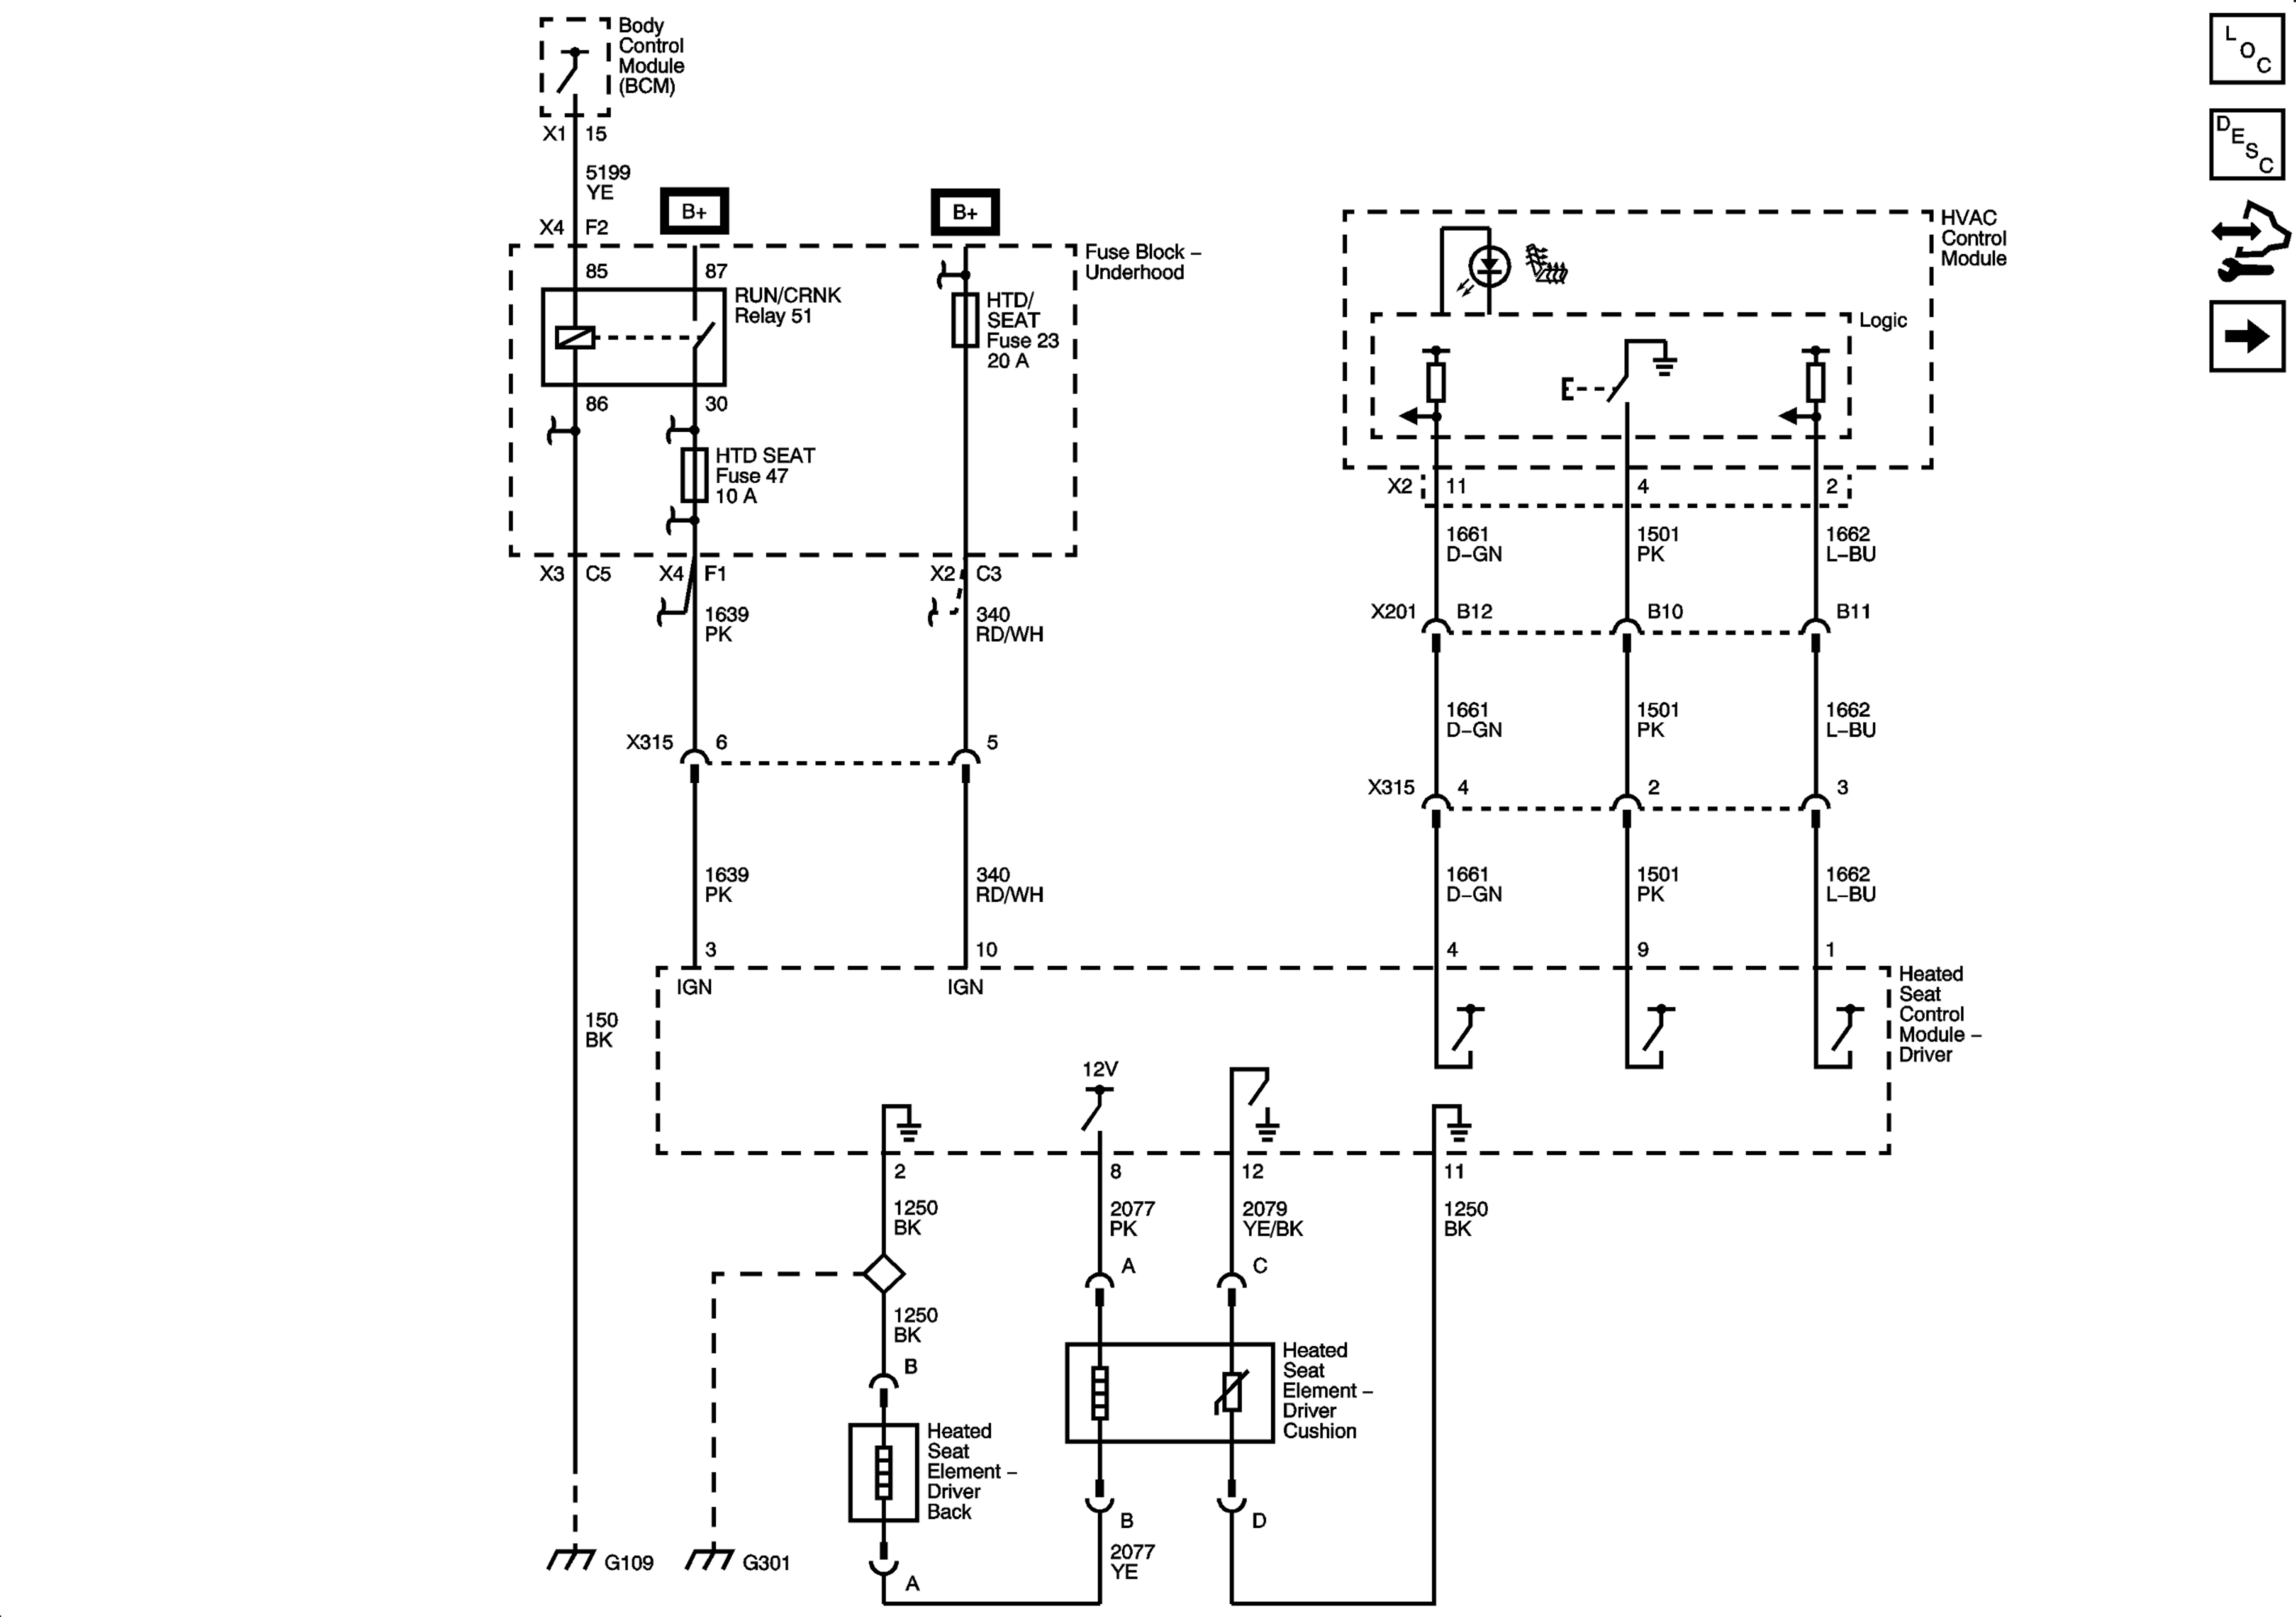 Body
Control
Module
(BCM)
X1 15
5199
YE
X4 F2
B+
B+
85 87
RUN/CRNK
Relay 51
HTD/
SEAT
Fuse 23
20 A
Fuse Block –
Underhood
86 30
HTD SEAT
Fuse 47
10 A
X3 C5 X4 F1 X2 C3
1639
PK
340
RD/WH
X315 6 5
1639
PK
340
RD/WH
3 10
IGN IGN
150
BK
HVAC
Control
Module
Logic
X2 11 4 2
1661
D–GN
1501
PK
1662
L–BU
X201 B12 B10 B11
1661
D–GN
1501
PK
1662
L–BU
X315 4 2 3
1661
D–GN
1501
PK
1662
L–BU
4 9 1
Heated
Seat
Control
Module –
Driver
12V
2 8 12 11
1250
BK
2077
PK
2079
YE/BK
1250
BK
A C
1250
BK
B
Heated
Seat
Element –
Driver
Cushion
Heated
Seat
Element –
Driver
Back
B D
2077
YE
A
G109 G301
LOC
DESC